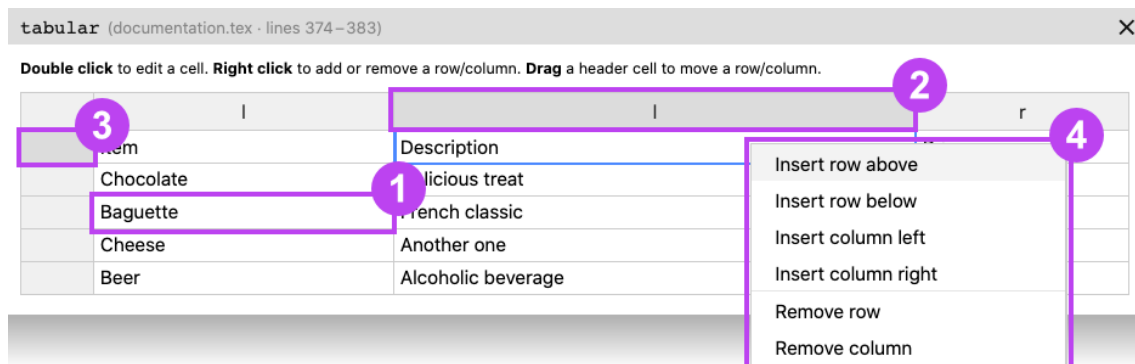 tabular (documentation.tex · lines 374–383)
Double click to edit a cell. Right click to add or remove a row/column. Drag a header cell to move a row/column.
2
l l r
3 4
Description
Chocolate
1
Baguette French classic
Cheese Another one
Beer Alcoholic beverage
Insert row above
Insert row below
Insert column left
Insert column right
Remove row
Remove column